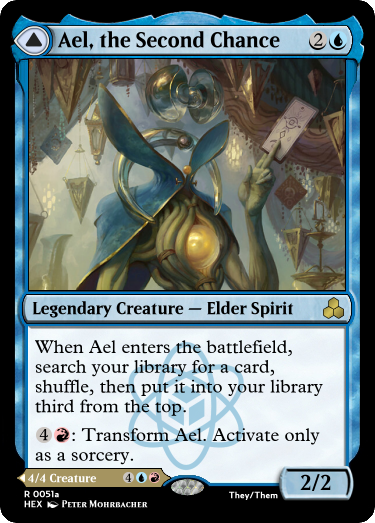 Ael, the Second Chance 2
Legendary Creature — Elder Spirit
When Ael enters the battlefield,
search your library for a card,
shuffle, then put it into your library
third from the top.
4: Transform Ael. Activate only
as a sorcery.
4/4 Creature 4
2/2
R 0051a
They/Them
HEX Peter Mohrbacher